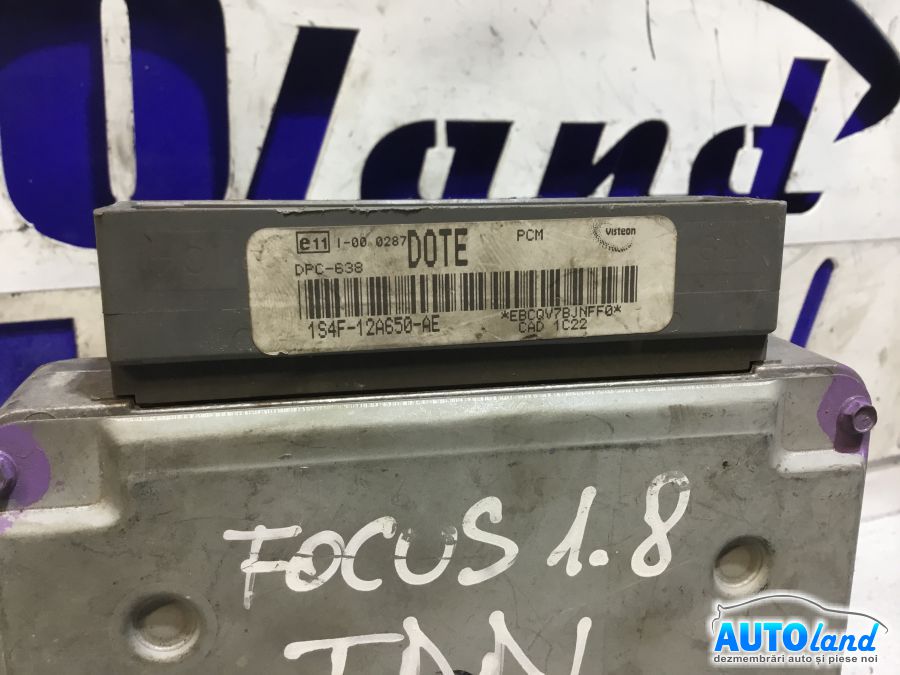 land
e11 I-00 0287 DOTE PCM visteon
DPC-638
1S4F-12A650-AE *EBCQV7BJNFF0*
CAD 1C22
FOCUS 1.8
AUTOland
dezmembrări auto și piese noi